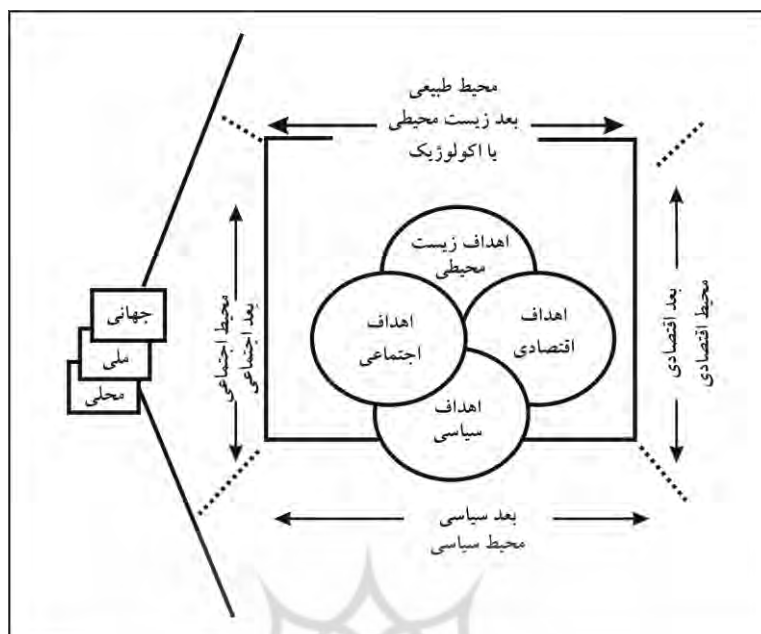 محیط طبیعی
بعد زیست محیطی
یا اکولوژیک
اهداف زیست
محیطی
اهداف
اقتصادی
اهداف
اجتماعی
اهداف
سیاسی
بعد اقتصادی
محیط اقتصادی
محیط اجتماعی
بعد اجتماعی
جهانی
ملی
محلی
بعد سیاسی
محیط سیاسی